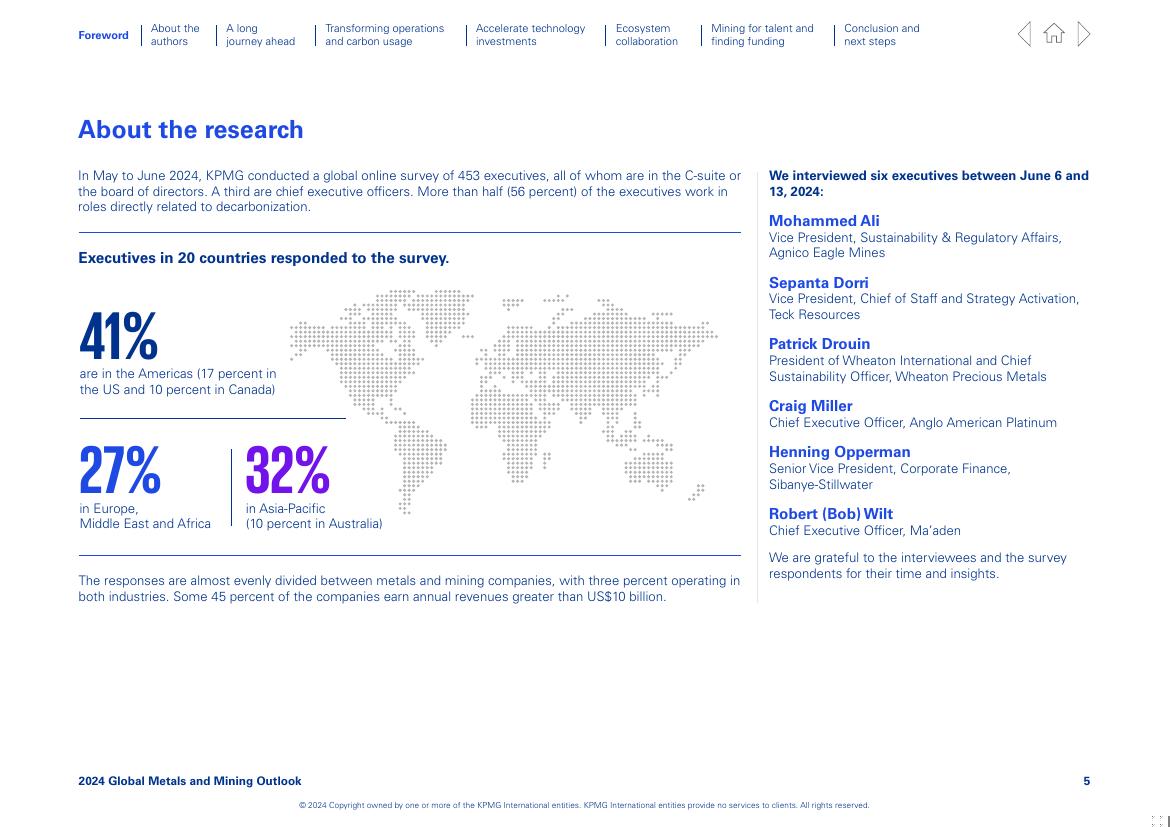 Foreword
About the
authors
A long
journey ahead
Transforming operations
and carbon usage
Accelerate technology
investments
Ecosystem
collaboration
Mining for talent and
finding funding
Conclusion and
next steps
About the research
In May to June 2024, KPMG conducted a global online survey of 453 executives, all of whom are in the C-suite or
the board of directors. A third are chief executive officers. More than half (56 percent) of the executives work in
roles directly related to decarbonization.
Executives in 20 countries responded to the survey.
41%
are in the Americas (17 percent in
the US and 10 percent in Canada)
27%
in Europe,
Middle East and Africa
32%
in Asia-Pacific
(10 percent in Australia)
The responses are almost evenly divided between metals and mining companies, with three percent operating in
both industries. Some 45 percent of the companies earn annual revenues greater than US$10 billion.
We interviewed six executives between June 6 and
13, 2024:
Mohammed Ali
Vice President, Sustainability & Regulatory Affairs,
Agnico Eagle Mines
Sepanta Dorri
Vice President, Chief of Staff and Strategy Activation,
Teck Resources
Patrick Drouin
President of Wheaton International and Chief
Sustainability Officer, Wheaton Precious Metals
Craig Miller
Chief Executive Officer, Anglo American Platinum
Henning Opperman
Senior Vice President, Corporate Finance,
Sibanye-Stillwater
Robert (Bob) Wilt
Chief Executive Officer, Ma’aden
We are grateful to the interviewees and the survey
respondents for their time and insights.
2024 Global Metals and Mining Outlook
5
© 2024 Copyright owned by one or more of the KPMG International entities. KPMG International entities provide no services to clients. All rights reserved.